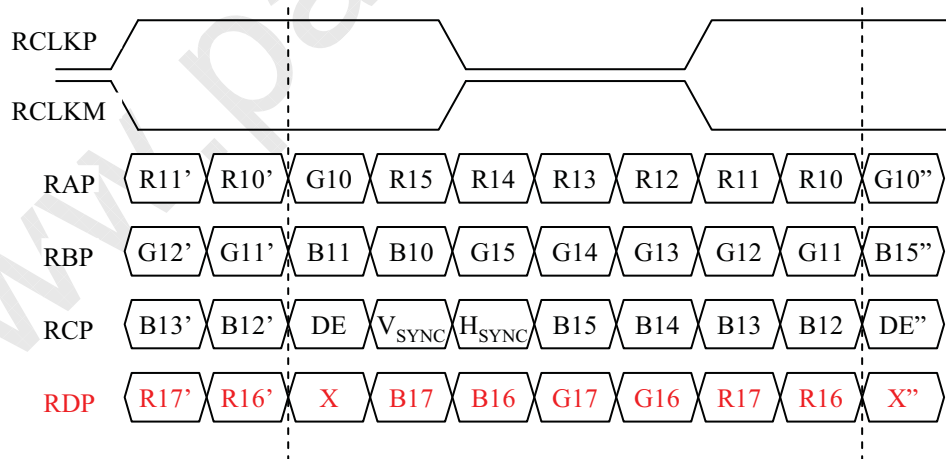 www.pa
RCLKP
RCLKM
RAP R11’ R10’ G10 R15 R14 R13 R12 R11 R10 G10”
RBP G12’ G11’ B11 B10 G15 G14 G13 G12 G11 B15”
RCP B13’ B12’ DE VSYNC HSYNC B15 B14 B13 B12 DE”
RDP R17’ R16’ X B17 B16 G17 G16 R17 R16 X”